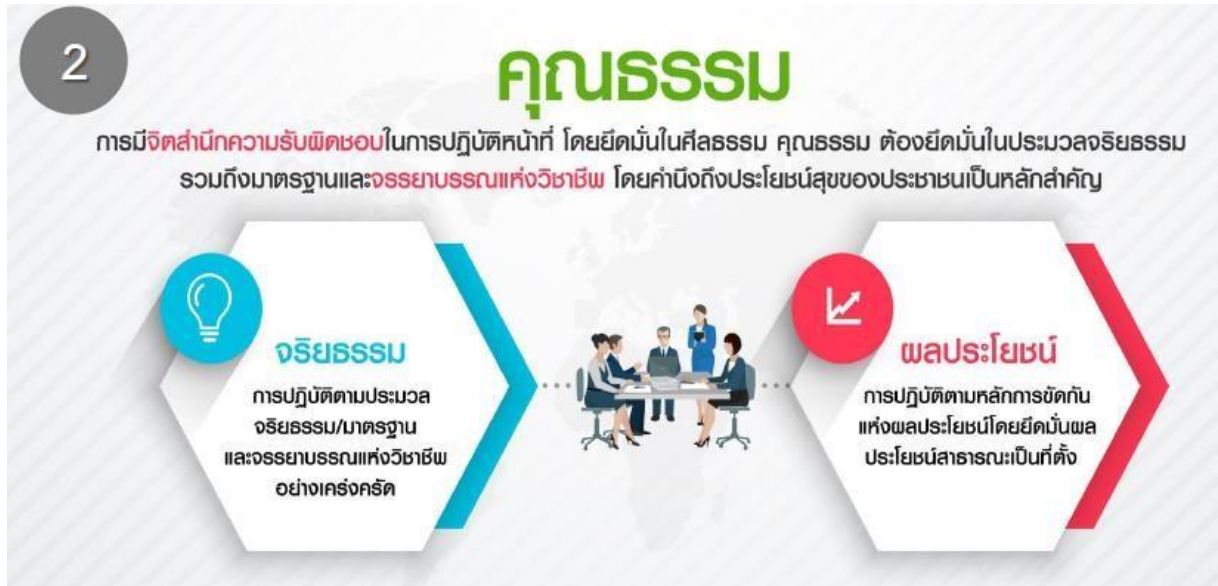 2
คุณธรรม
การมีจิตสำนึกความรับผิดชอบในการปฏิบัติหน้าที่ โดยยึดมั่นในศีลธรรม คุณธรรม ต้องยึดมั่นในประมวลจริยธรรม
รวมถึงมาตรฐานและจรรยาบรรณแห่งวิชาชีพ โดยคำนึงถึงประโยชน์สุขของประชาชนเป็นหลักสำคัญ
จริยธรรม
การปฏิบัติตามประมวล
จริยธรรม/มาตรฐาน
และจรรยาบรรณแห่งวิชาชีพ
อย่างเคร่งครัด
ผลประโยชน์
การปฏิบัติตามหลักการขัดกัน
แห่งผลประโยชน์โดยยึดมั่นผล
ประโยชน์สาธารณะเป็นที่ตั้ง